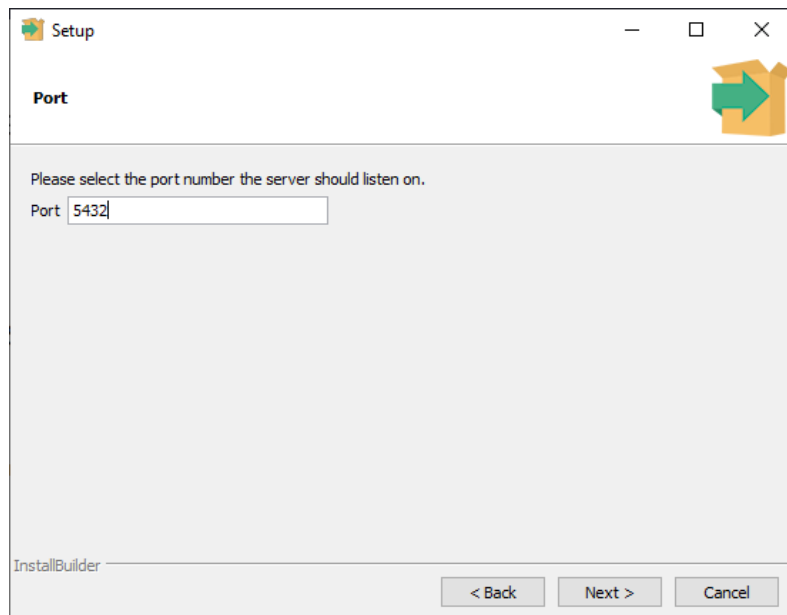 Setup
Port
Please select the port number the server should listen on.
Port 5432
InstallBuilder
< Back Next > Cancel